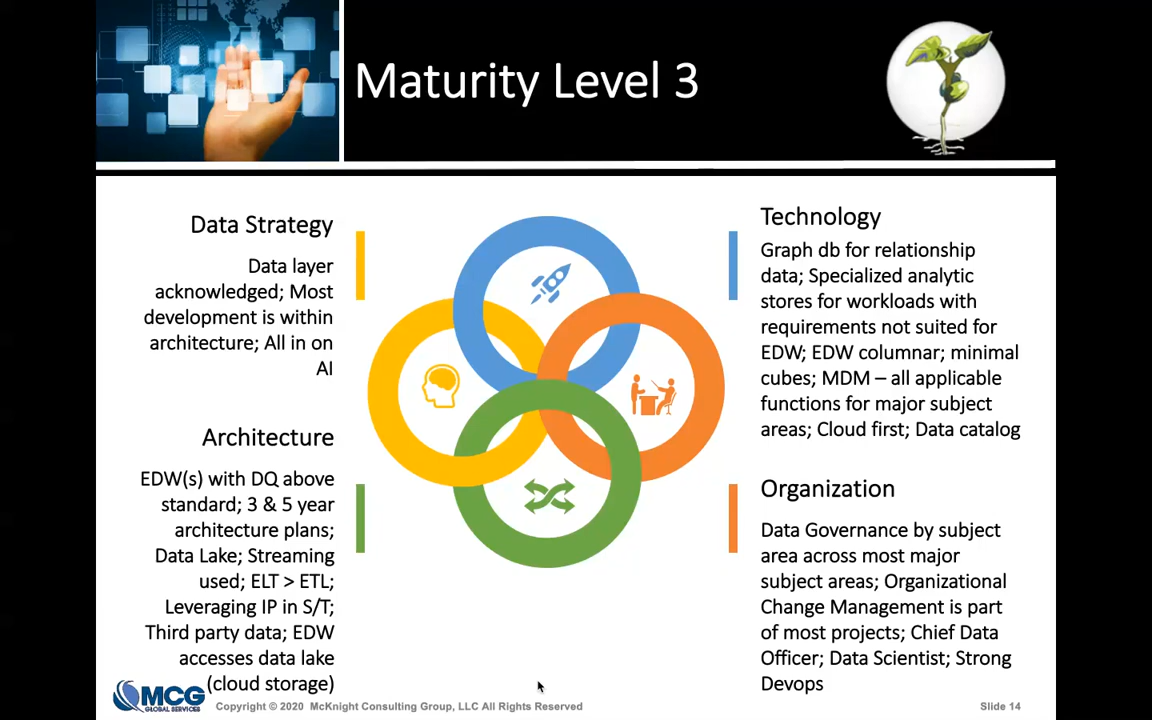 Maturity Level 3
Data Strategy
Data layer
acknowledged; Most
development is within
architecture; All in on
AI
Architecture
EDW(s) with DQ above
standard; 3 & 5 year
architecture plans;
Data Lake; Streaming
used; ELT > ETL;
Leveraging IP in S/T;
Third party data; EDW
accesses data lake
(cloud storage)
Technology
Graph db for relationship
data; Specialized analytic
stores for workloads with
requirements not suited for
EDW; EDW columnar; minimal
cubes; MDM – all applicable
functions for major subject
areas; Cloud first; Data catalog
Organization
Data Governance by subject
area across most major
subject areas; Organizational
Change Management is part
of most projects; Chief Data
Officer; Data Scientist; Strong
Devops
MCG
GLOBAL SERVICES
Copyright © 2020 McKnight Consulting Group, LLC All Rights Reserved
Slide 14